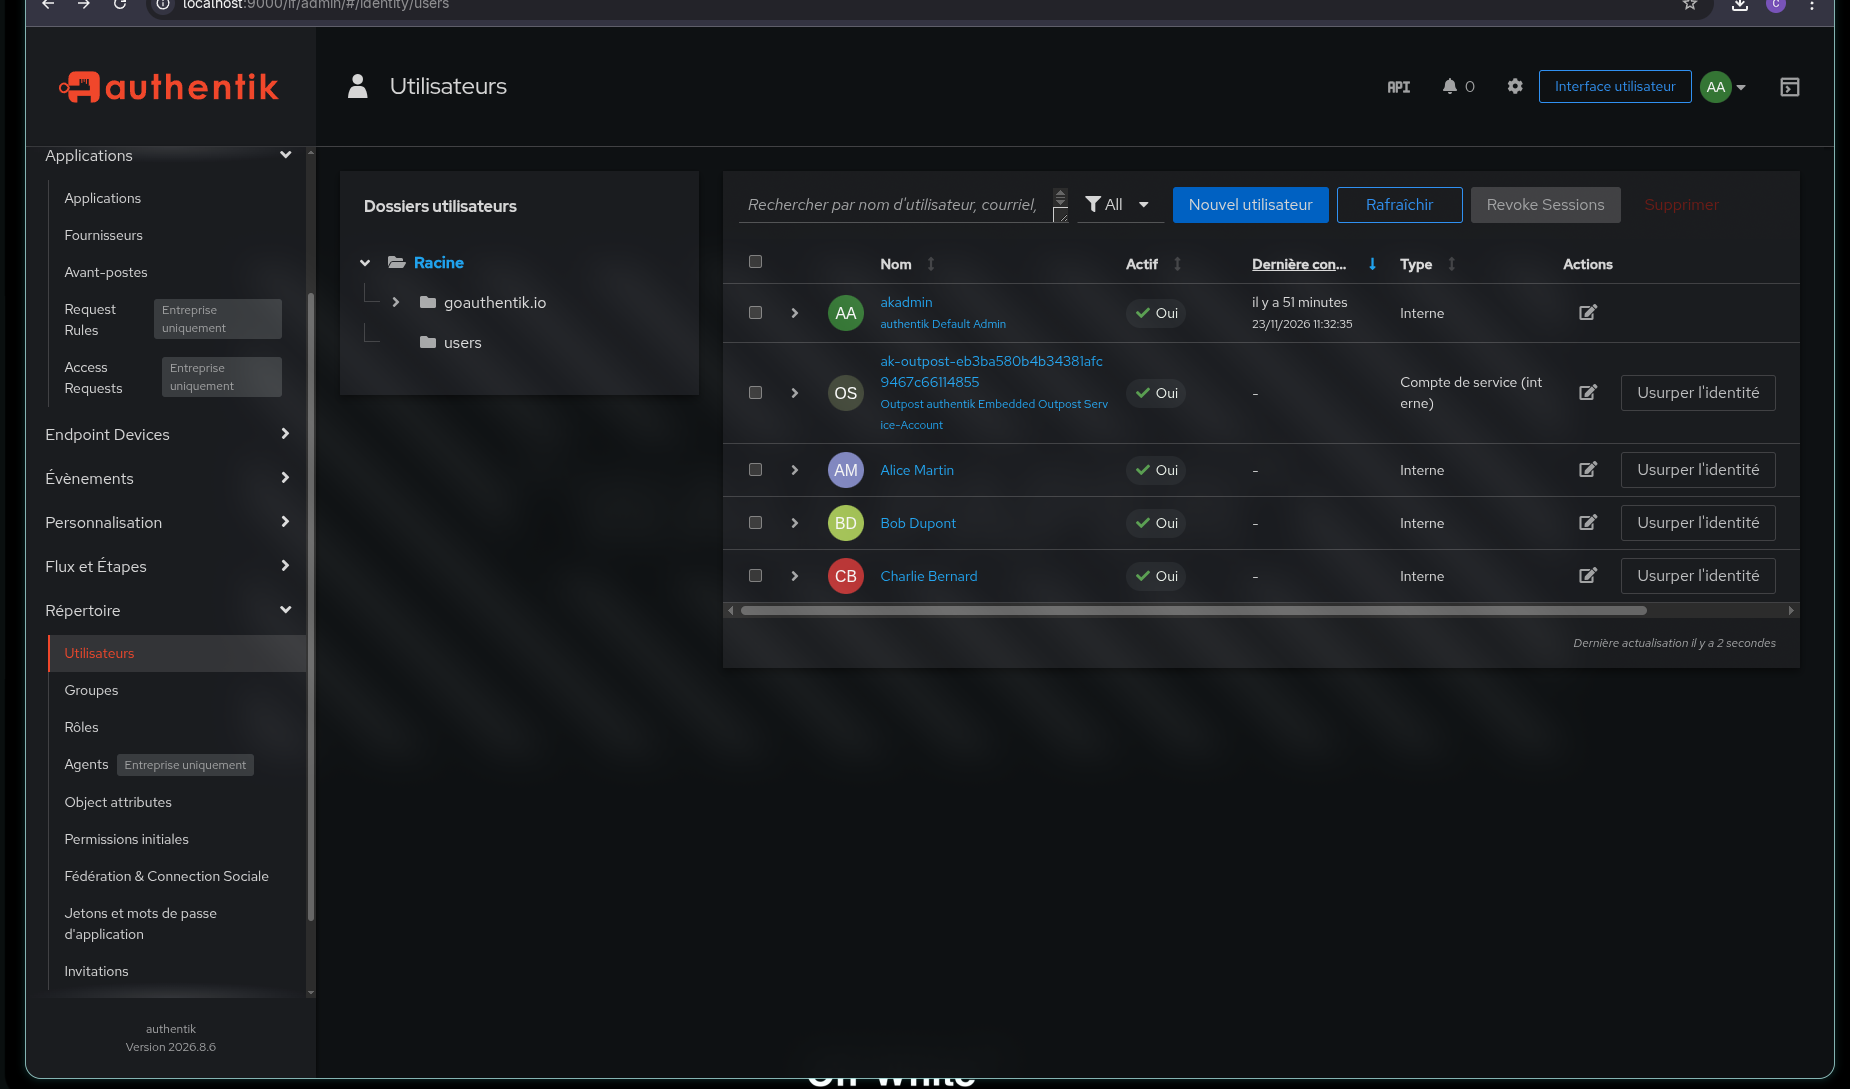 localhost:9000/if/admin/#/identity/users
C
authentik
Utilisateurs
API
0
Interface utilisateur
AA
Applications
Applications
Fournisseurs
Avant-postes
Request
Rules
Entreprise
uniquement
Access
Requests
Entreprise
uniquement
Endpoint Devices
Évènements
Personnalisation
Flux et Étapes
Répertoire
Utilisateurs
Groupes
Rôles
Agents
Entreprise uniquement
Object attributes
Permissions initiales
Fédération & Connection Sociale
Jetons et mots de passe
d'application
Invitations
authentik
Version 2026.8.6
Dossiers utilisateurs
Racine
goauthentik.io
users
Rechercher par nom d'utilisateur, courriel,
All
Nouvel utilisateur
Rafraîchir
Revoke Sessions
Supprimer
Nom
Actif
Dernière con...
Type
Actions
AA
akadmin
authentik Default Admin
Oui
il y a 51 minutes
23/11/2026 11:32:35
Interne
OS
ak-outpost-eb3ba580b4b34381afc
9467c66114855
Outpost authentik Embedded Outpost Serv
ice-Account
Oui
-
Compte de service (int
erne)
Usurper l'identité
AM
Alice Martin
Oui
-
Interne
Usurper l'identité
BD
Bob Dupont
Oui
-
Interne
Usurper l'identité
CB
Charlie Bernard
Oui
-
Interne
Usurper l'identité
Dernière actualisation il y a 2 secondes